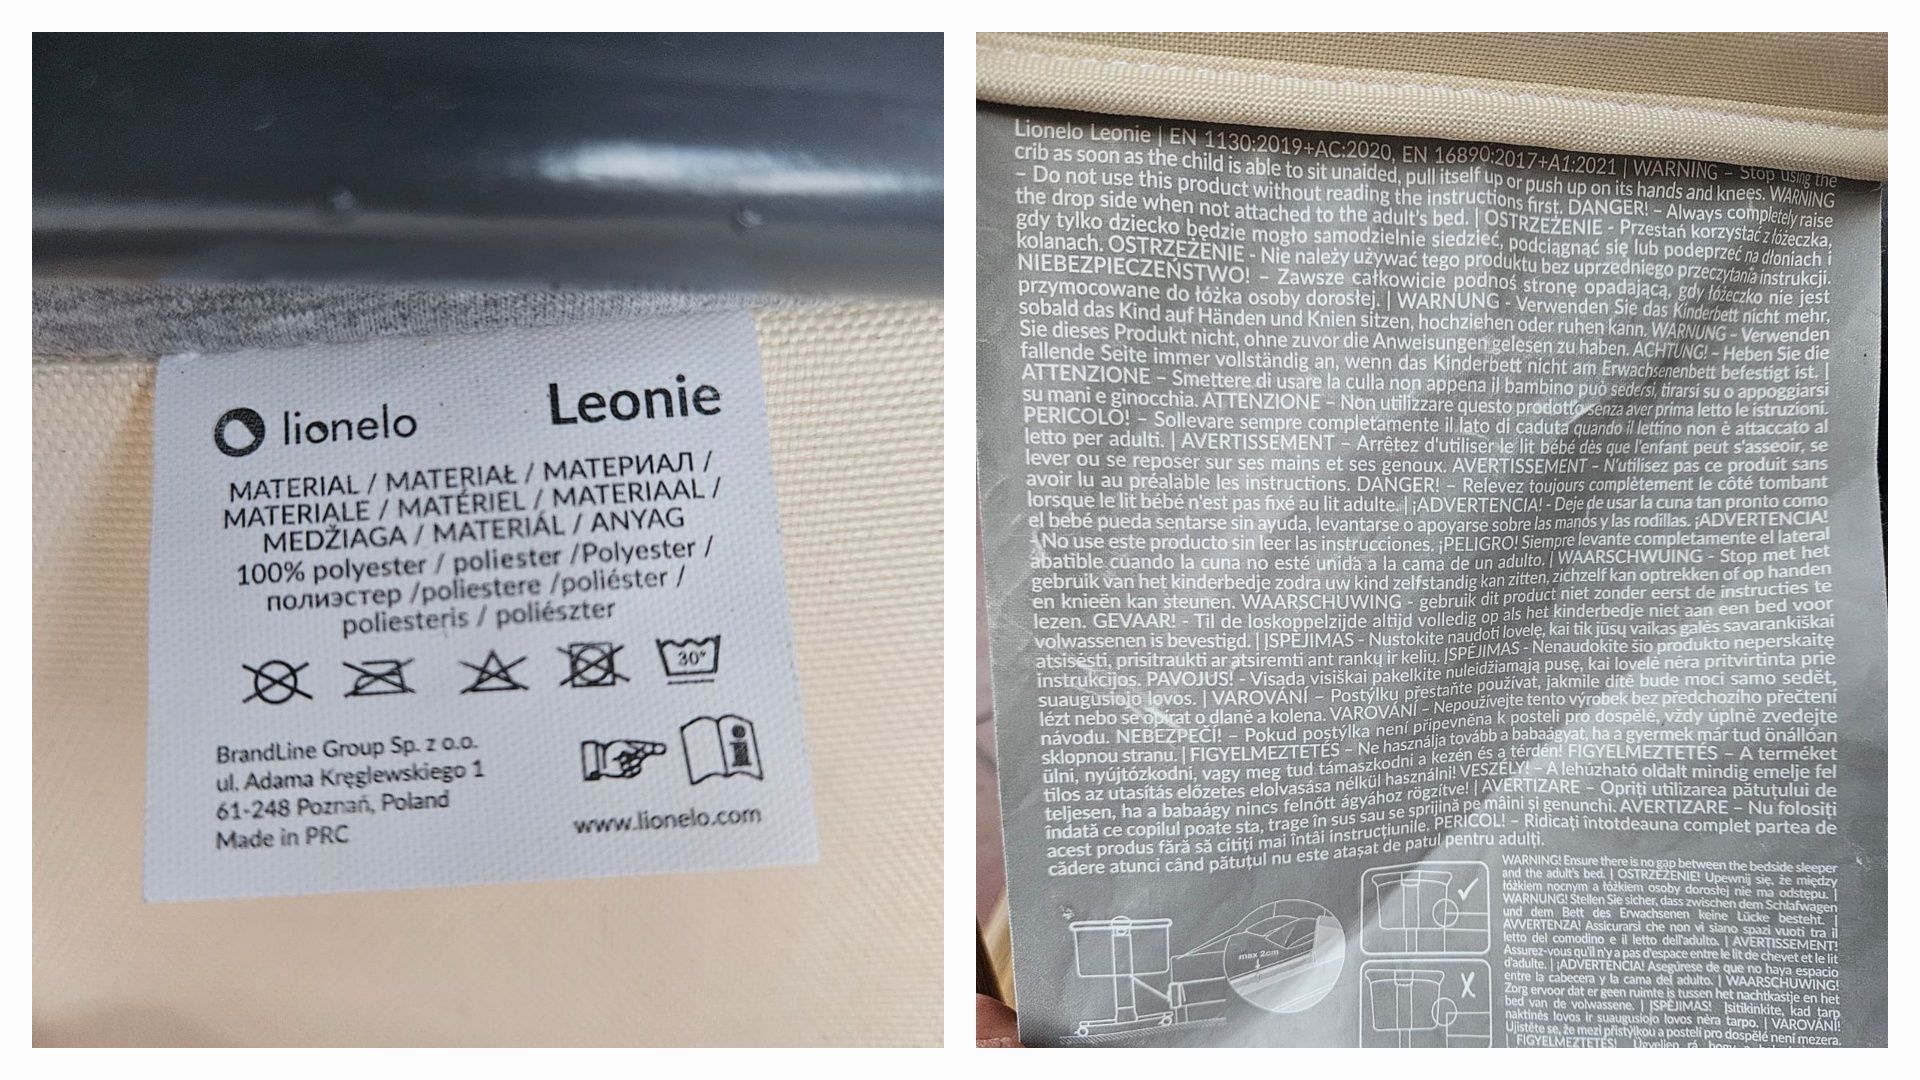 lionelo
Leonie
MATERIAL / MATERIAŁ / МАТЕРИАЛ /
MATERIALE / MATÉRIEL / MATERIAAL /
MEDŽIAGA / MATERIÁL / ANYAG
100% polyester / poliester /Polyester /
полиэстер /poliestere /poliéster /
poliesteris / poliészter
30°
BrandLine Group Sp. z o.o.
ul. Adama Kręglewskiego 1
61-248 Poznań, Poland
Made in PRC
www.lionelo.com
Lionelo Leonie | EN 1130:2019+AC:2020, EN 16890:2017+A1:2021 | WARNING – Stop using the
crib as soon as the child is able to sit unaided, pull itself up or push up on its hands and knees. WARNING
– Do not use this product without reading the instructions first. DANGER! – Always completely raise
the drop side when not attached to the adult's bed. | OSTRZEŻENIE - Przestań korzystać z łóżeczka,
gdy tylko dziecko będzie mogło samodzielnie siedzieć, podciągnąć się lub podeprzeć na dłoniach i
kolanach. OSTRZEŻENIE - Nie należy używać tego produktu bez uprzedniego przeczytania instrukcji.
NIEBEZPIECZEŃSTWO! – Zawsze całkowicie podnoś stronę opadającą, gdy łóżeczko nie jest
przymocowane do łóżka osoby dorosłej. | WARNUNG - Verwenden Sie das Kinderbett nicht mehr,
sobald das Kind auf Händen und Knien sitzen, hochziehen oder ruhen kann. WARNUNG - Verwenden
Sie dieses Produkt nicht, ohne zuvor die Anweisungen gelesen zu haben. ACHTUNG! – Heben Sie die
fallende Seite immer vollständig an, wenn das Kinderbett nicht am Erwachsenenbett befestigt ist. |
ATTENZIONE – Smettere di usare la culla non appena il bambino può sedersi, tirarsi su o appoggiarsi
su mani e ginocchia. ATTENZIONE – Non utilizzare questo prodotto senza aver prima letto le istruzioni.
PERICOLO! – Sollevare sempre completamente il lato di caduta quando il lettino non è attaccato al
letto per adulti. | AVERTISSEMENT – Arrêtez d'utiliser le lit bébé dès que l'enfant peut s'asseoir, se
lever ou se reposer sur ses mains et ses genoux. AVERTISSEMENT – N'utilisez pas ce produit sans
avoir lu au préalable les instructions. DANGER! – Relevez toujours complètement le côté tombant
lorsque le lit bébé n'est pas fixé au lit adulte. | ¡ADVERTENCIA! - Deje de usar la cuna tan pronto como
el bebé pueda sentarse sin ayuda, levantarse o apoyarse sobre las manos y las rodillas. ¡ADVERTENCIA!
- No use este producto sin leer las instrucciones. ¡PELIGRO! Siempre levante completamente el lateral
abatible cuando la cuna no esté unida a la cama de un adulto. | WAARSCHWUING - Stop met het
gebruik van het kinderbedje zodra uw kind zelfstandig kan zitten, zichzelf kan optrekken of op handen
en knieën kan steunen. WAARSCHUWING - gebruik dit product niet zonder eerst de instructies te
lezen. GEVAAR! - Til de loskoppelzijde altijd volledig op als het kinderbedje niet aan een bed voor
volwassenen is bevestigd. | ĮSPĖJIMAS - Nustokite naudoti lovelę, kai tik jūsų vaikas galės savarankiškai
atsisėsti, prisitraukti ar atsiremti ant rankų ir kelių. ĮSPĖJIMAS - Nenaudokite šio produkto neperskaitę
instrukcijos. PAVOJUS! - Visada visiškai pakelkite nuleidžiamąją pusę, kai lovelė nėra pritvirtinta prie
suaugusiojo lovos. | VAROVÁNÍ – Postýlku přestaňte používat, jakmile dítě bude moci samo sedět,
lézt nebo se opírat o dlaně a kolena. VAROVÁNÍ – Nepoužívejte tento výrobek bez předchozího přečtení
návodu. NEBEZPEČÍ! – Pokud postýlka není připevněna k posteli pro dospělé, vždy úplně zvedejte
sklopnou stranu. | FIGYELMEZTETÉS – Ne használja tovább a babaágyat, ha a gyermek már tud önállóan
ülni, nyújtózkodni, vagy meg tud támaszkodni a kezén és a térdén! FIGYELMEZTETÉS – A terméket
tilos az utasítás előzetes elolvasása nélkül használni! VESZÉLY! – A lehúzható oldalt mindig emelje fel
teljesen, ha a babaágy nincs felnőtt ágyához rögzítve! | AVERTIZARE – Opriți utilizarea pătuțului de
îndată ce copilul poate sta, trage în sus sau se sprijină pe mâini și genunchi. AVERTIZARE – Nu folosiți
acest produs fără să citiți mai întâi instrucțiunile. PERICOL! – Ridicați întotdeauna complet partea de
cădere atunci când pătuțul nu este atașat de patul pentru adulți.
max 2cm
WARNING! Ensure there is no gap between the bedside sleeper
and the adult's bed. | OSTRZEŻENIE! Upewnij się, że między
łóżkiem nocnym a łóżkiem osoby dorosłej nie ma odstępu. |
WARNUNG! Stellen Sie sicher, dass zwischen dem Schlafwagen
und dem Bett des Erwachsenen keine Lücke besteht. |
AVVERTENZA! Assicurarsi che non vi siano spazi vuoti tra il
letto del comodino e il letto dell'adulto. | AVERTISSEMENT!
Assurez-vous qu'il n'y a pas d'espace entre le lit de chevet et le lit
d'adulte. | ¡ADVERTENCIA! Asegúrese de que no haya espacio
entre la cabecera y la cama del adulto. | WAARSCHUWING!
Zorg ervoor dat er geen ruimte is tussen het nachtkastje en het
bed van de volwassene. | ĮSPĖJIMAS! Įsitikinkite, kad tarp
naktinės lovos ir suaugusiojo lovos nėra tarpo. | VAROVÁNÍ!
Ujistěte se, že mezi přistýlkou a postelí pro dospělé není mezera.
| FIGYELMEZTETÉS!